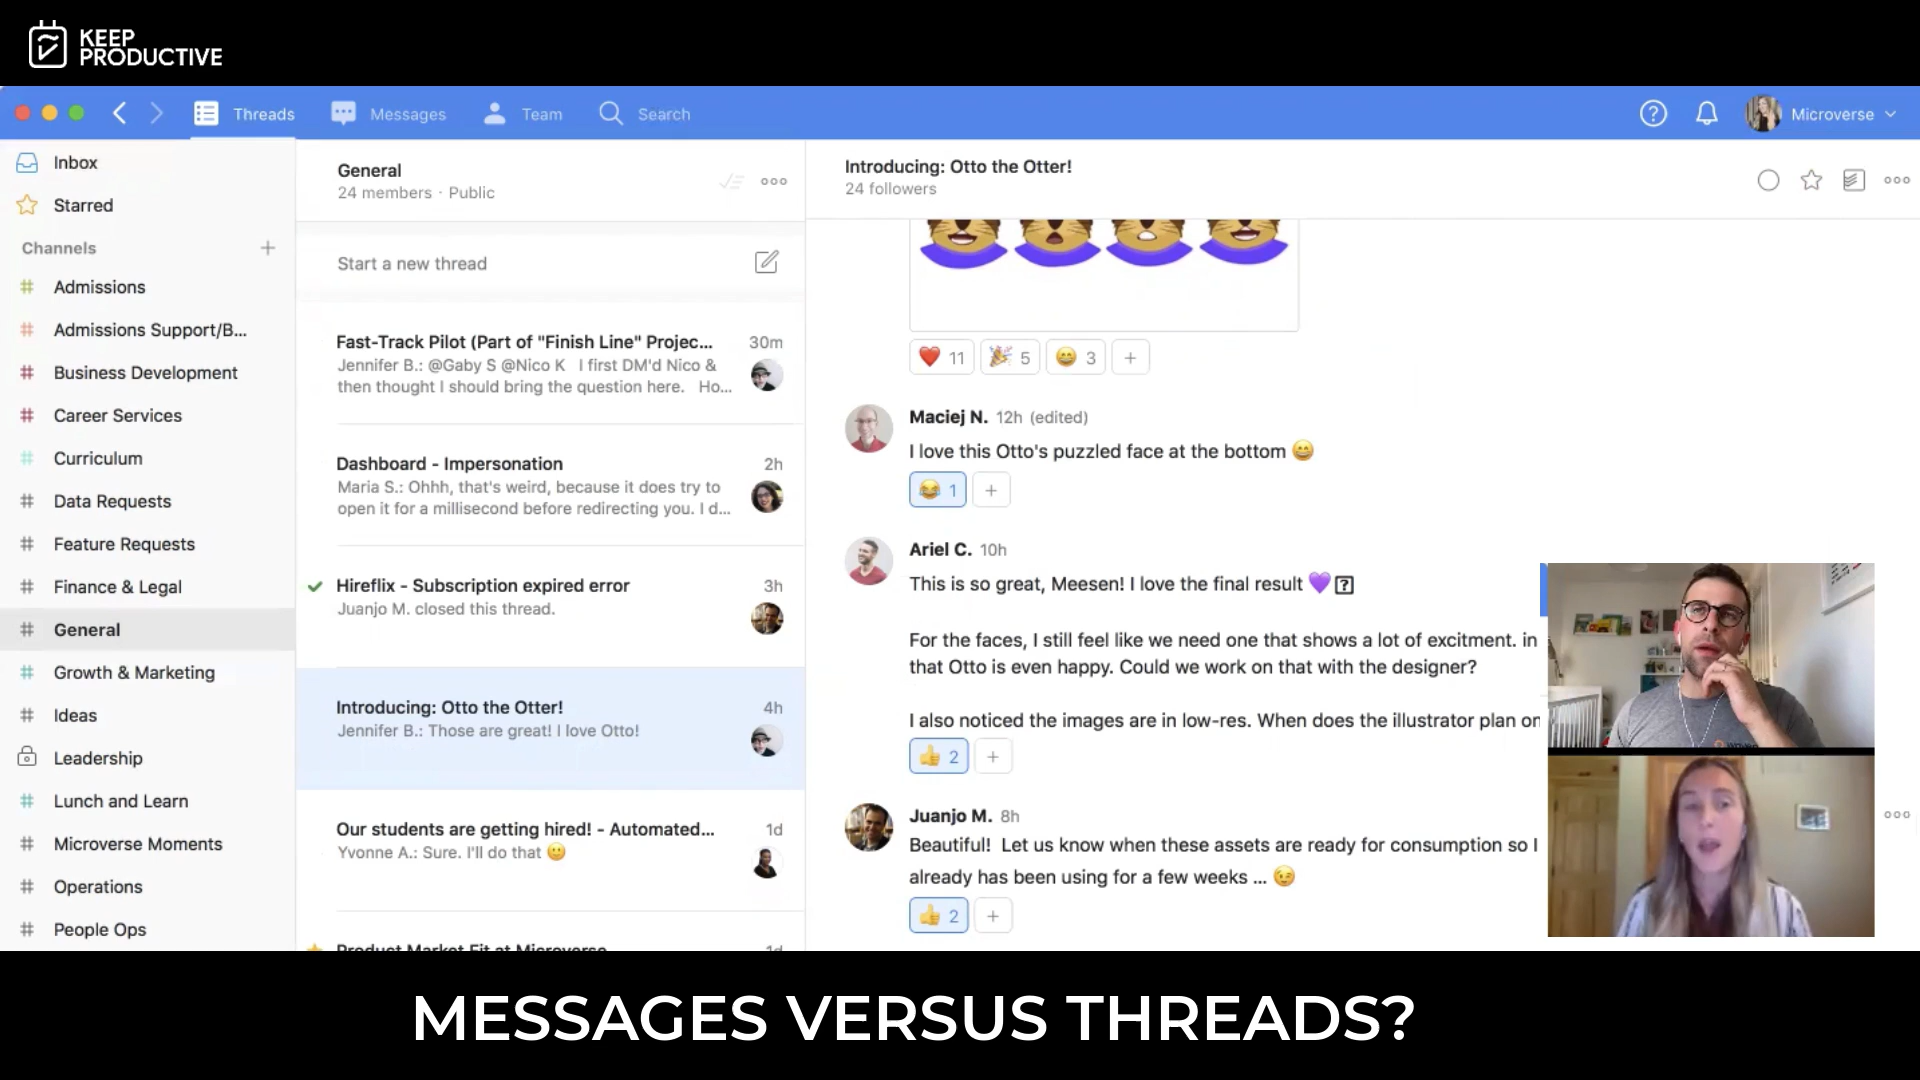 KEEP
PRODUCTIVE
Threads
Messages
Team
Search
Microverse
Inbox
Starred
Channels
Admissions
Admissions Support/B...
Business Development
Career Services
Curriculum
Data Requests
Feature Requests
Finance & Legal
General
Growth & Marketing
Ideas
Leadership
Lunch and Learn
Microverse Moments
Operations
People Ops
General
24 members · Public
Start a new thread
Fast-Track Pilot (Part of "Finish Line" Projec... 30m
Jennifer B.: @Gaby S @Nico K I first DM'd Nico &
then thought I should bring the question here. Ho...
Dashboard - Impersonation 2h
Maria S.: Ohhh, that's weird, because it does try to
open it for a millisecond before redirecting you. I d...
Hireflix - Subscription expired error 3h
Juanjo M. closed this thread.
Introducing: Otto the Otter! 4h
Jennifer B.: Those are great! I love Otto!
Our students are getting hired! - Automated... 1d
Yvonne A.: Sure. I'll do that 🙂
Product Market Fit at Microverse 1d
Introducing: Otto the Otter!
24 followers
❤️ 11 🎉 5 😄 3 +
Maciej N. 12h (edited)
I love this Otto's puzzled face at the bottom 😄
😂 1 +
Ariel C. 10h
This is so great, Meesen! I love the final result 💜
For the faces, I still feel like we need one that shows a lot of excitment. in
that Otto is even happy. Could we work on that with the designer?
I also noticed the images are in low-res. When does the illustrator plan on
👍 2 +
Juanjo M. 8h
Beautiful! Let us know when these assets are ready for consumption so I
already has been using for a few weeks ... 😉
👍 2 +
MESSAGES VERSUS THREADS?